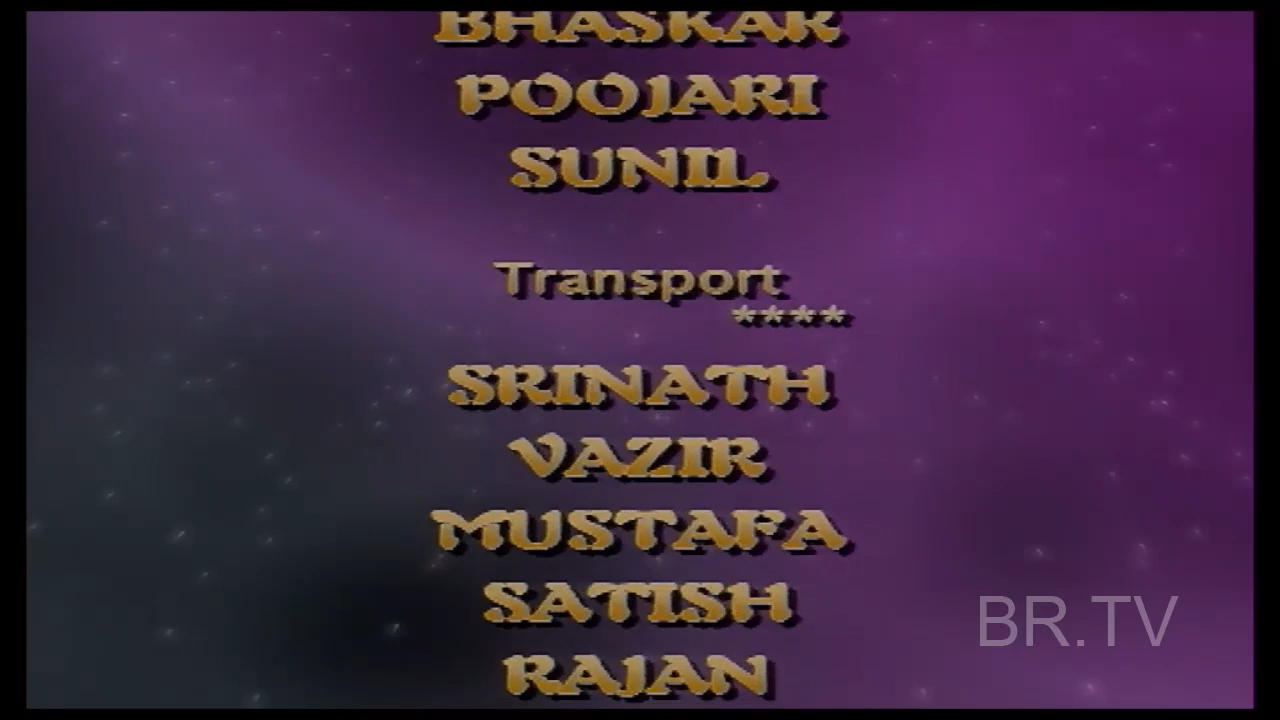 BHASKAR
POOJARI
SUNIL
Transport
****
SRINATH
VAZIR
MUSTAFA
SATISH
RAJAN
BR.TV